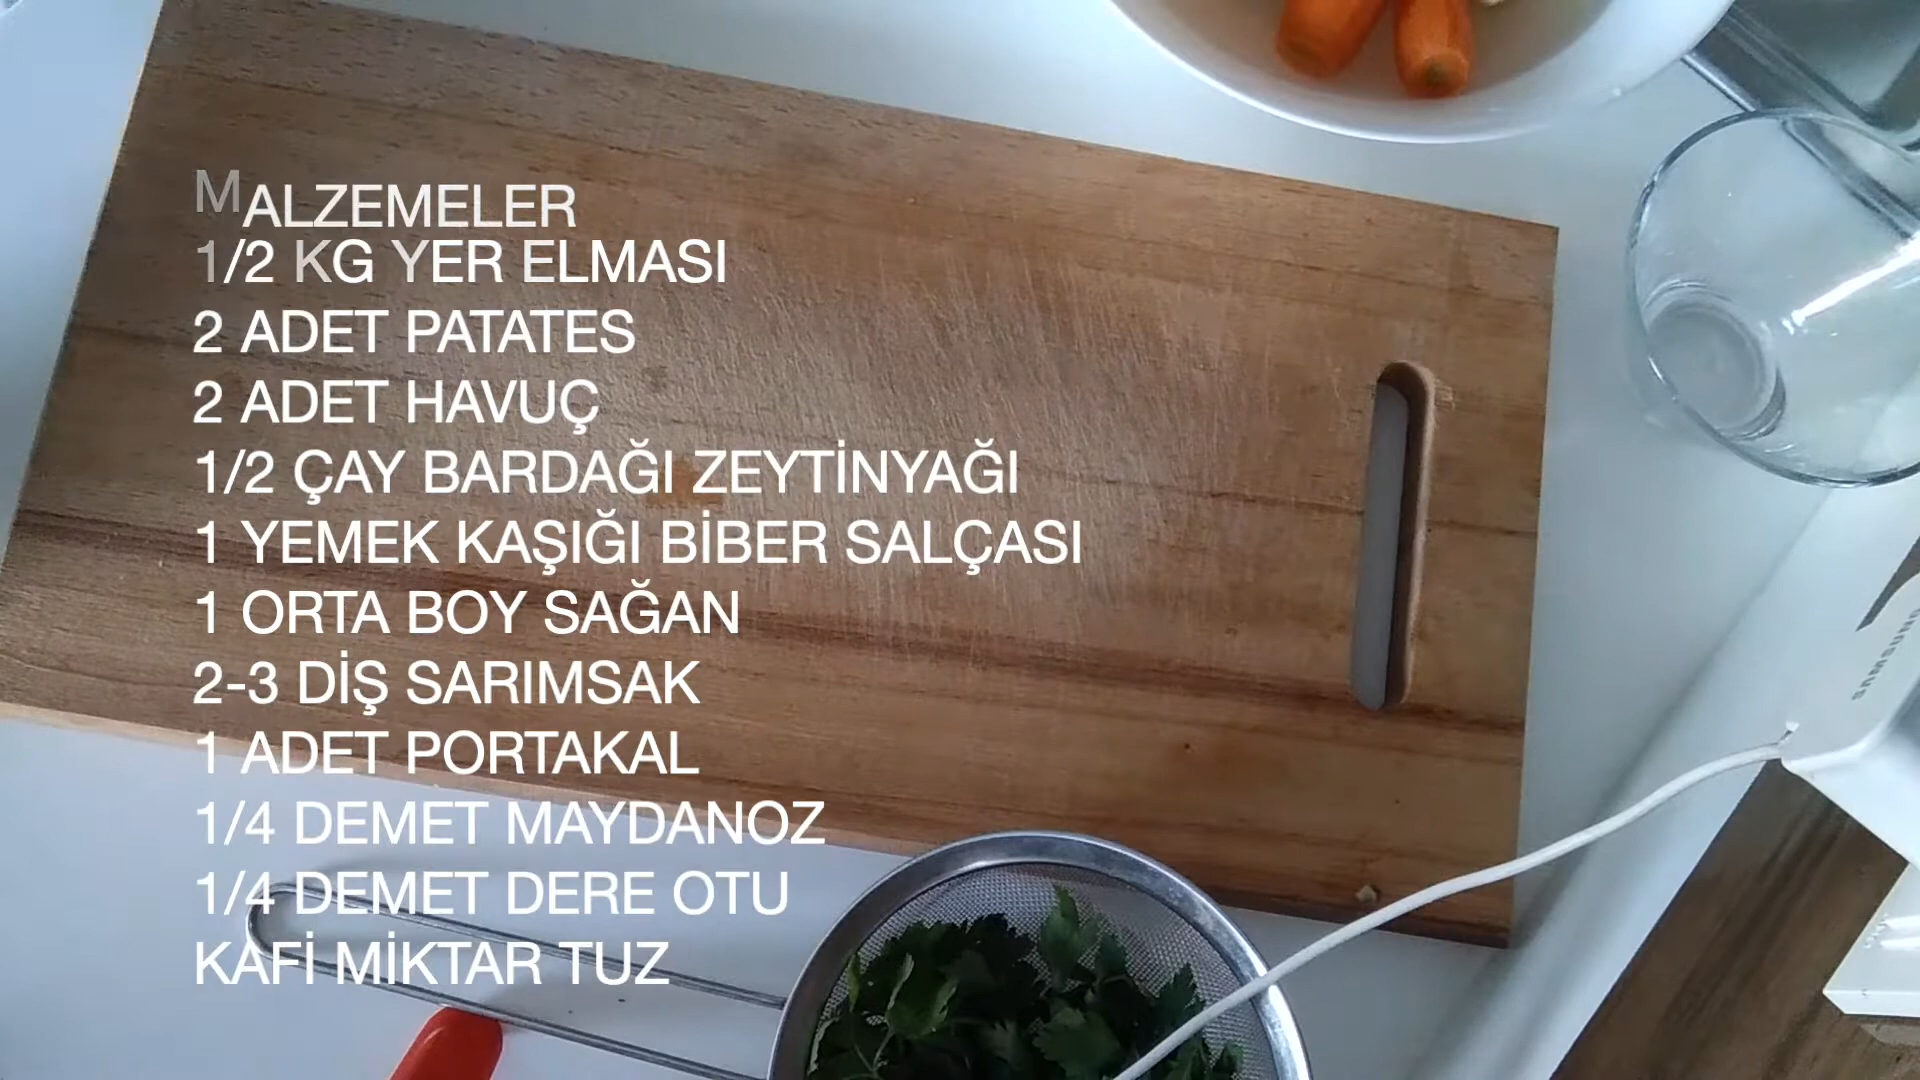 MALZEMELER
1/2 KG YER ELMASI
2 ADET PATATES
2 ADET HAVUÇ
1/2 ÇAY BARDAĞI ZEYTİNYAĞI
1 YEMEK KAŞIĞI BİBER SALÇASI
1 ORTA BOY SAĞAN
2-3 DİŞ SARIMSAK
1 ADET PORTAKAL
1/4 DEMET MAYDANOZ
1/4 DEMET DERE OTU
KAFİ MİKTAR TUZ
SAMSUNG